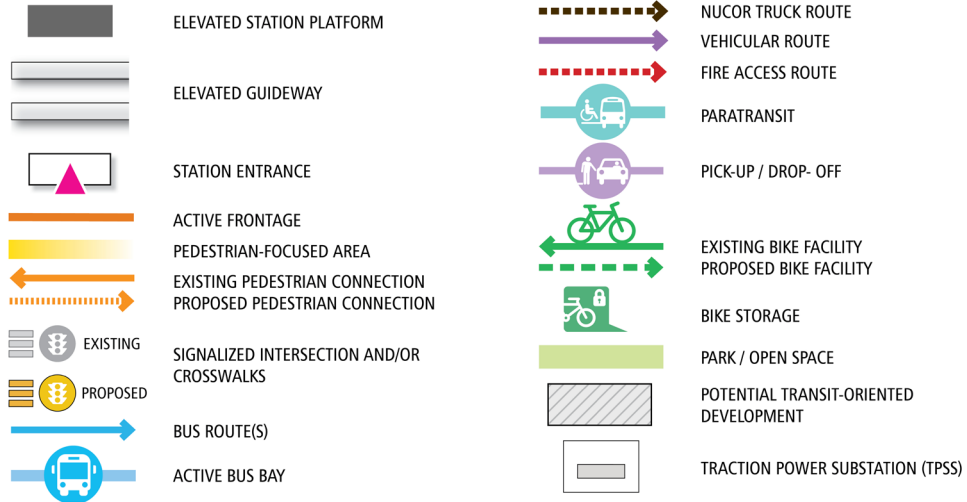 ELEVATED STATION PLATFORM
ELEVATED GUIDEWAY
STATION ENTRANCE
ACTIVE FRONTAGE
PEDESTRIAN-FOCUSED AREA
EXISTING PEDESTRIAN CONNECTION
PROPOSED PEDESTRIAN CONNECTION
EXISTING
PROPOSED
SIGNALIZED INTERSECTION AND/OR
CROSSWALKS
BUS ROUTE(S)
ACTIVE BUS BAY
NUCOR TRUCK ROUTE
VEHICULAR ROUTE
FIRE ACCESS ROUTE
PARATRANSIT
PICK-UP / DROP- OFF
EXISTING BIKE FACILITY
PROPOSED BIKE FACILITY
BIKE STORAGE
PARK / OPEN SPACE
POTENTIAL TRANSIT-ORIENTED
DEVELOPMENT
TRACTION POWER SUBSTATION (TPSS)